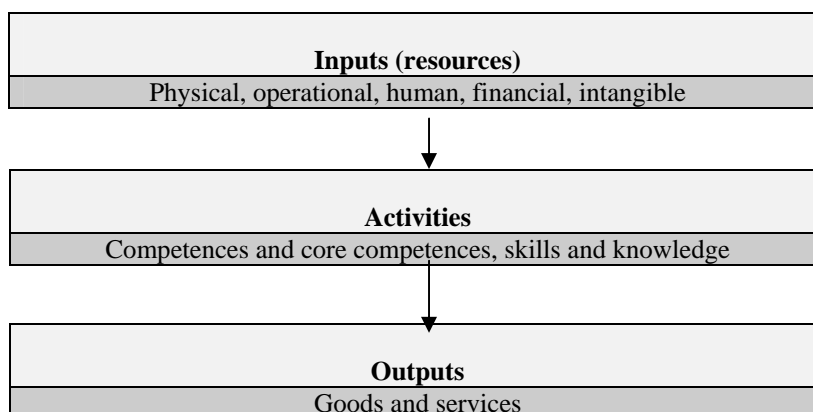 Inputs (resources)
Physical, operational, human, financial, intangible
Activities
Competences and core competences, skills and knowledge
Outputs
Goods and services